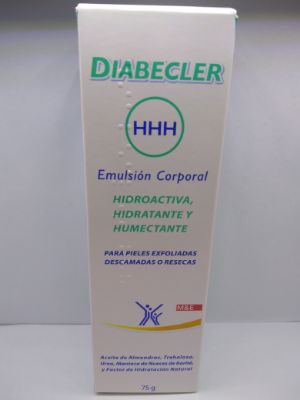 DIABECLER
HHH
Emulsión Corporal
HIDROACTIVA,
HIDRATANTE Y
HUMECTANTE
PARA PIELES EXFOLIADAS
DESCAMADAS O RESECAS
M&E
Aceite de Almendras, Trehalosa,
Urea, Manteca de Nueces de Karité,
y Factor de Hidratación Natural
75 g